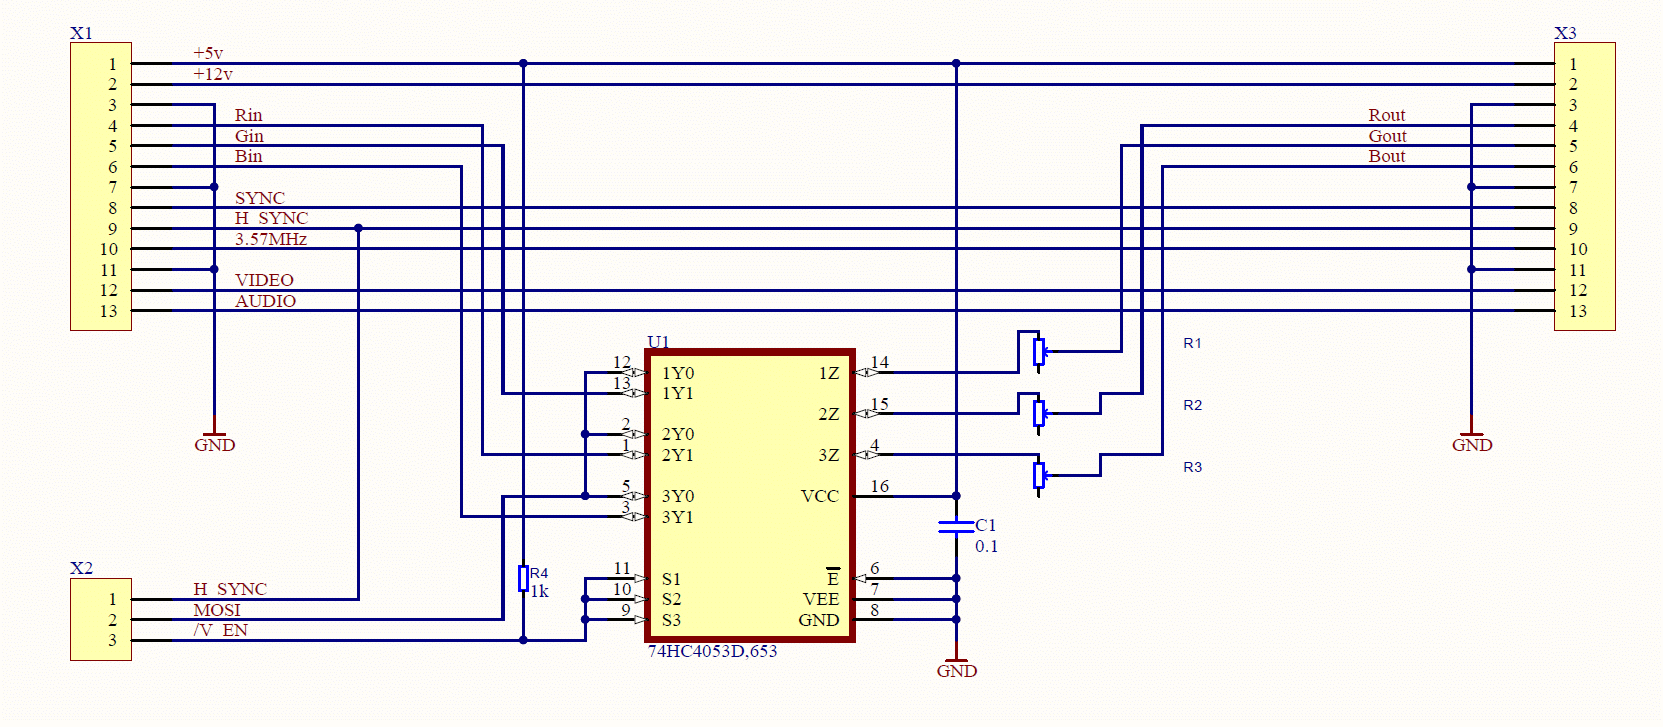 X1 X3
1 +5v 1
2 +12v 2
3 3
4 Rin Rout 4
5 Gin Gout 5
6 Bin Bout 6
7 7
8 SYNC 8
9 H_SYNC 9
10 3.57MHz 10
11 11
12 VIDEO 12
13 AUDIO 13
U1 R1
12 1Y0 1Z 14
13 1Y1
2Z 15 R2
2 2Y0
GND GND
1 2Y1 3Z 4
R3
5 3Y0 VCC 16
3 3Y1
C1
0.1
X2 R4 11 S1 E 6
1 H_SYNC 1k 10 S2 VEE 7
2 MOSI 9 S3 GND 8
3 /V_EN
74HC4053D,653
GND